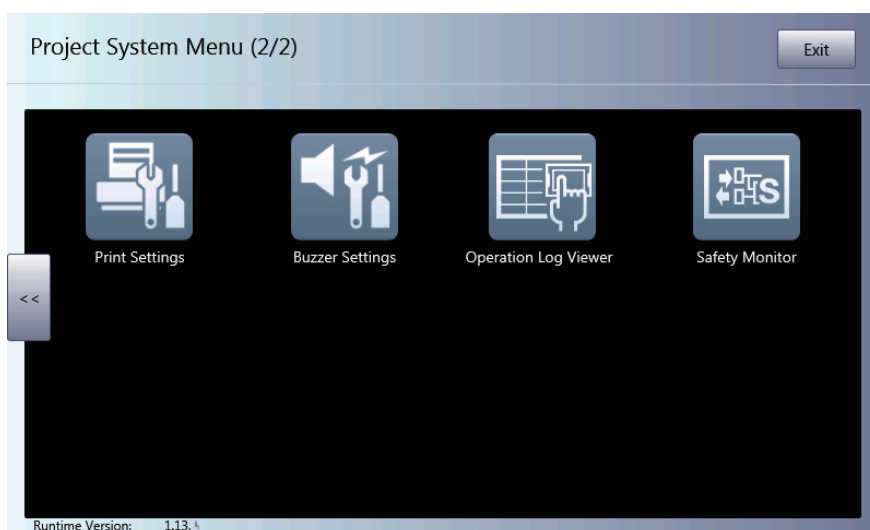 Project System Menu (2/2)
Exit
Print Settings
Buzzer Settings
Operation Log Viewer
S
Safety Monitor
<<
Runtime Version: 1.13.